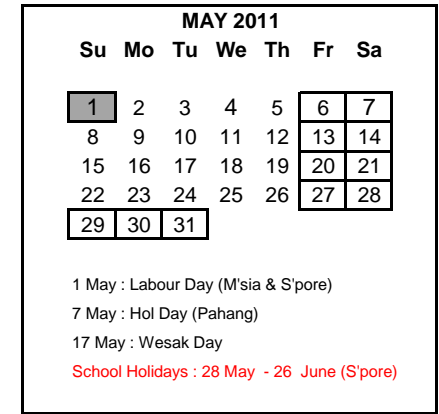 MAY 2011
Su Mo Tu We Th Fr Sa
1 2 3 4 5 6 7
8 9 10 11 12 13 14
15 16 17 18 19 20 21
22 23 24 25 26 27 28
29 30 31
1 May : Labour Day (M'sia & S'pore)
7 May : Hol Day (Pahang)
17 May : Wesak Day
School Holidays : 28 May - 26 June (S'pore)